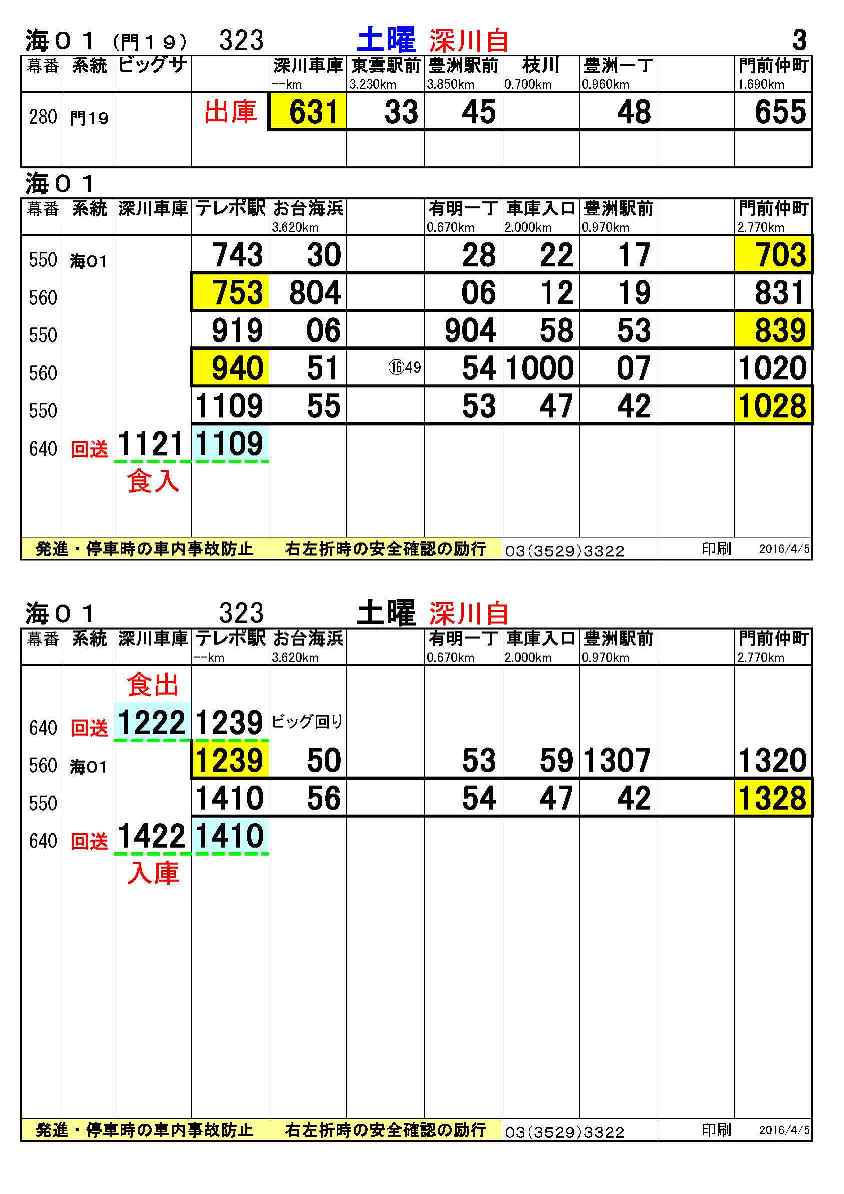 海０１ (門１９) 323 土曜 深川自 3
幕番 系統 ビッグサ 深川車庫 東雲駅前 豊洲駅前 枝川 豊洲一丁 門前仲町
--km 3.230km 3.850km 0.700km 0.960km 1.690km
280 門19 出庫 631 33 45 48 655
海０１
幕番 系統 深川車庫 テレポ駅 お台海浜 有明一丁 車庫入口 豊洲駅前 門前仲町
3.620km 0.670km 2.000km 0.970km 2.770km
550 海01 743 30 28 22 17 703
560 753 804 06 12 19 831
550 919 06 904 58 53 839
560 940 51 ⑯49 54 1000 07 1020
550 1109 55 53 47 42 1028
640 回送 1121 1109
食入
発進・停車時の車内事故防止 右左折時の安全確認の励行 03(3529)3322 印刷 2016/4/5
海０１ 323 土曜 深川自
幕番 系統 深川車庫 テレポ駅 お台海浜 有明一丁 車庫入口 豊洲駅前 門前仲町
--km 3.620km 0.670km 2.000km 0.970km 2.770km
食出
640 回送 1222 1239 ビッグ回り
560 海01 1239 50 53 59 1307 1320
550 1410 56 54 47 42 1328
640 回送 1422 1410
入庫
発進・停車時の車内事故防止 右左折時の安全確認の励行 03(3529)3322 印刷 2016/4/5